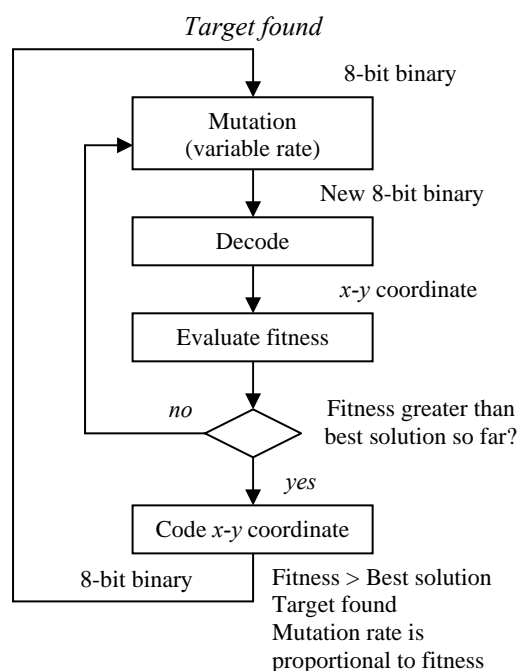 Target found
8-bit binary
Mutation
(variable rate)
New 8-bit binary
Decode
x-y coordinate
Evaluate fitness
no
Fitness greater than
best solution so far?
yes
Code x-y coordinate
8-bit binary
Fitness > Best solution
Target found
Mutation rate is
proportional to fitness